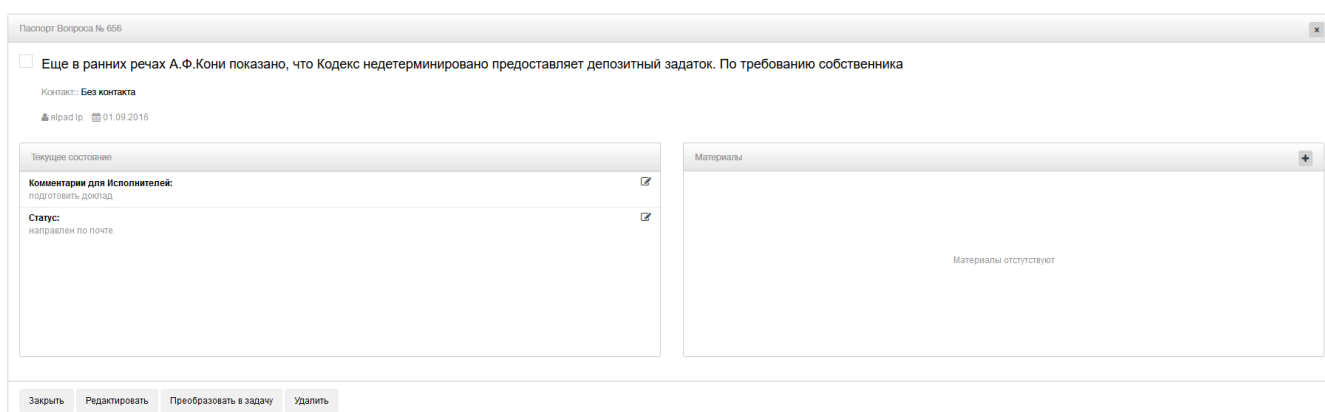 Паспорт Вопроса № 656
Еще в ранних речах А.Ф.Кони показано, что Кодекс недетерминировано предоставляет депозитный задаток. По требованию собственника
Контакт:: Без контакта
01.09.2016
Текущее состояние
Комментарии для Исполнителей:
подготовить доклад
Статус:
направлен по почте
Материалы
Материалы отстутствуют
Закрыть Редактировать Преобразовать в задачу Удалить